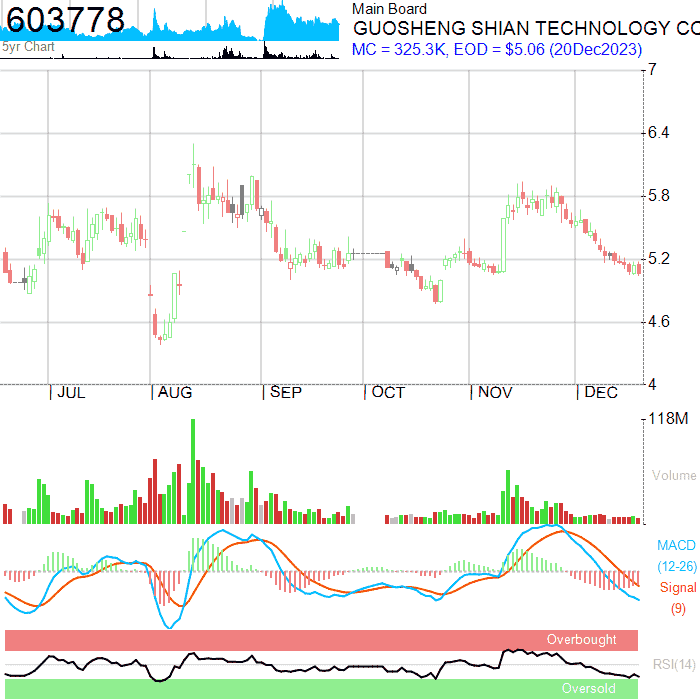 603778
5yr Chart
Main Board
GUOSHENG SHIAN TECHNOLOGY CO
MC = 325.3K, EOD = $5.06 (20Dec2023)
7
6.4
5.8
5.2
4.6
4
JUL AUG SEP OCT NOV DEC
118M
Volume
MACD
(12-26)
Signal
(9)
Overbought
RSI(14)
Oversold